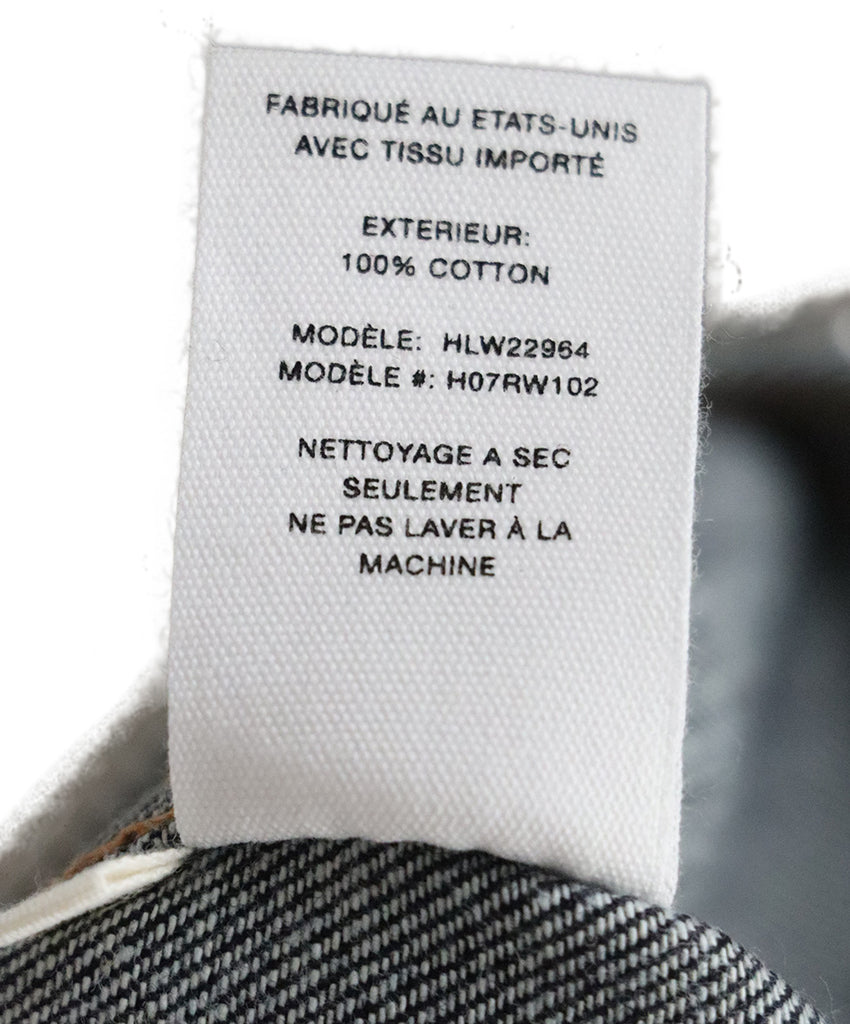 FABRIQUÉ AU ETATS-UNIS
AVEC TISSU IMPORTÉ
EXTERIEUR:
100% COTTON
MODÈLE: HLW22964
MODÈLE #: H07RW102
NETTOYAGE A SEC
SEULEMENT
NE PAS LAVER À LA
MACHINE